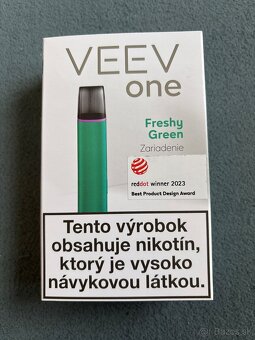 VEEV
one
Freshy
Green
Zariadenie
reddot winner 2023
Best Product Design Award
Tento výrobok
obsahuje nikotín,
ktorý je vysoko
návykovou látkou.